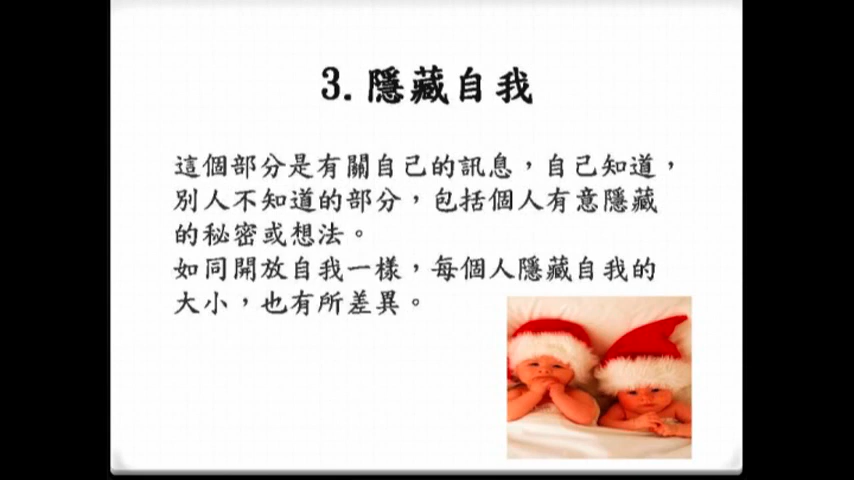 3.隱藏自我
這個部分是有關自己的訊息，自己知道，
別人不知道的部分，包括個人有意隱藏
的秘密或想法。
如同開放自我一樣，每個人隱藏自我的
大小，也有所差異。